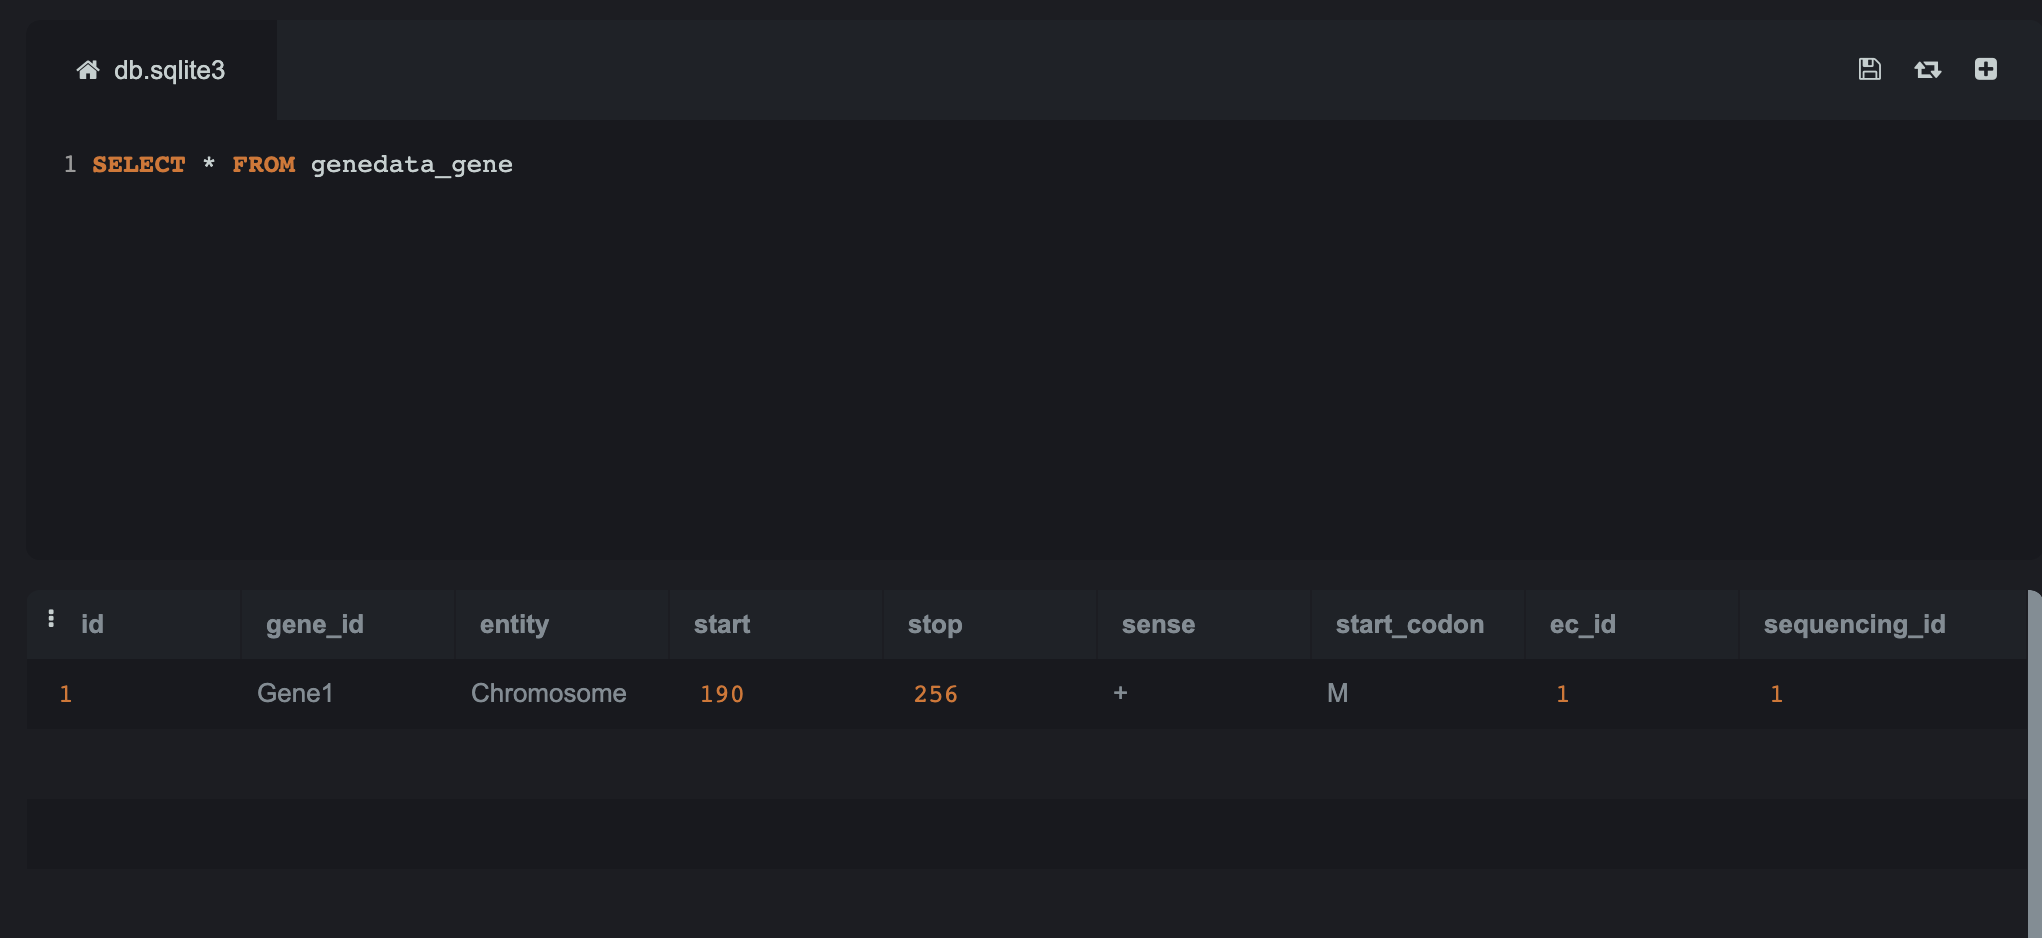 db.sqlite3
1 SELECT * FROM genedata_gene
id gene_id entity start stop sense start_codon ec_id sequencing_id
1 Gene1 Chromosome 190 256 + M 1 1